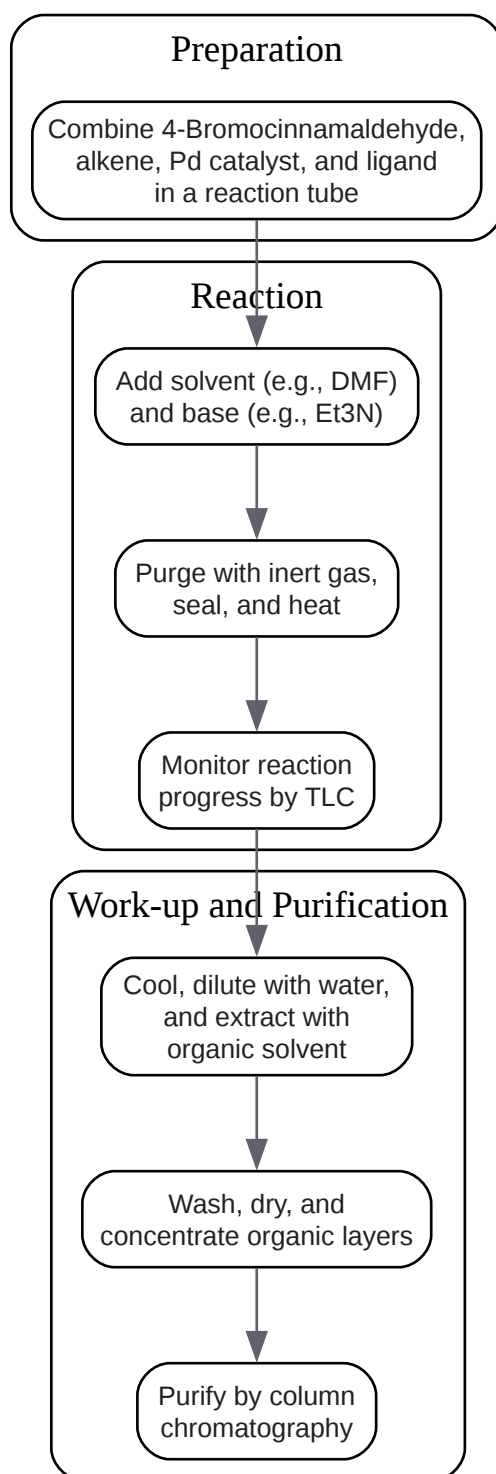 Preparation
Combine 4-Bromocinnamaldehyde,
alkene, Pd catalyst, and ligand
in a reaction tube
Reaction
Add solvent (e.g., DMF)
and base (e.g., Et3N)
Purge with inert gas,
seal, and heat
Monitor reaction
progress by TLC
Work-up and Purification
Cool, dilute with water,
and extract with
organic solvent
Wash, dry, and
concentrate organic layers
Purify by column
chromatography